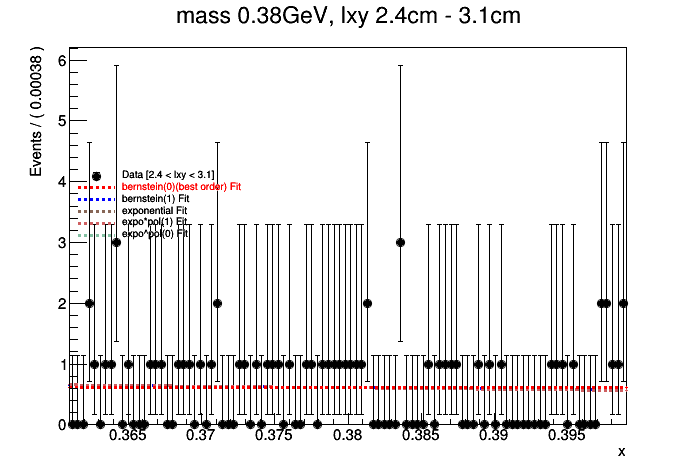 mass 0.38GeV, lxy 2.4cm - 3.1cm
Events / ( 0.00038 )
6
5
4
3
2
1
0
Data [2.4 < lxy < 3.1]
bernstein(0)(best order) Fit
bernstein(1) Fit
exponential Fit
expo*pol(1) Fit
expo^pol(0) Fit
0.365 0.37 0.375 0.38 0.385 0.39 0.395
x